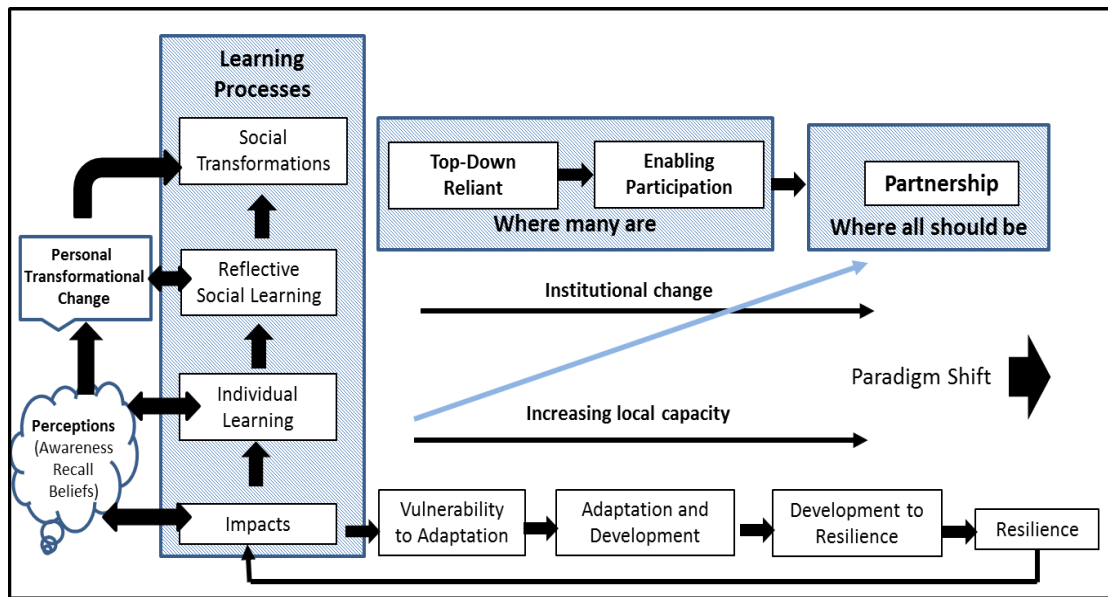 Learning
Processes
Social
Transformations
Top-Down
Reliant
Enabling
Participation
Where many are
Partnership
Where all should be
Personal
Transformational
Change
Reflective
Social Learning
Institutional change
Paradigm Shift
Individual
Learning
Increasing local capacity
Perceptions
(Awareness
Recall
Beliefs)
Impacts
Vulnerability
to Adaptation
Adaptation and
Development
Development to
Resilience
Resilience